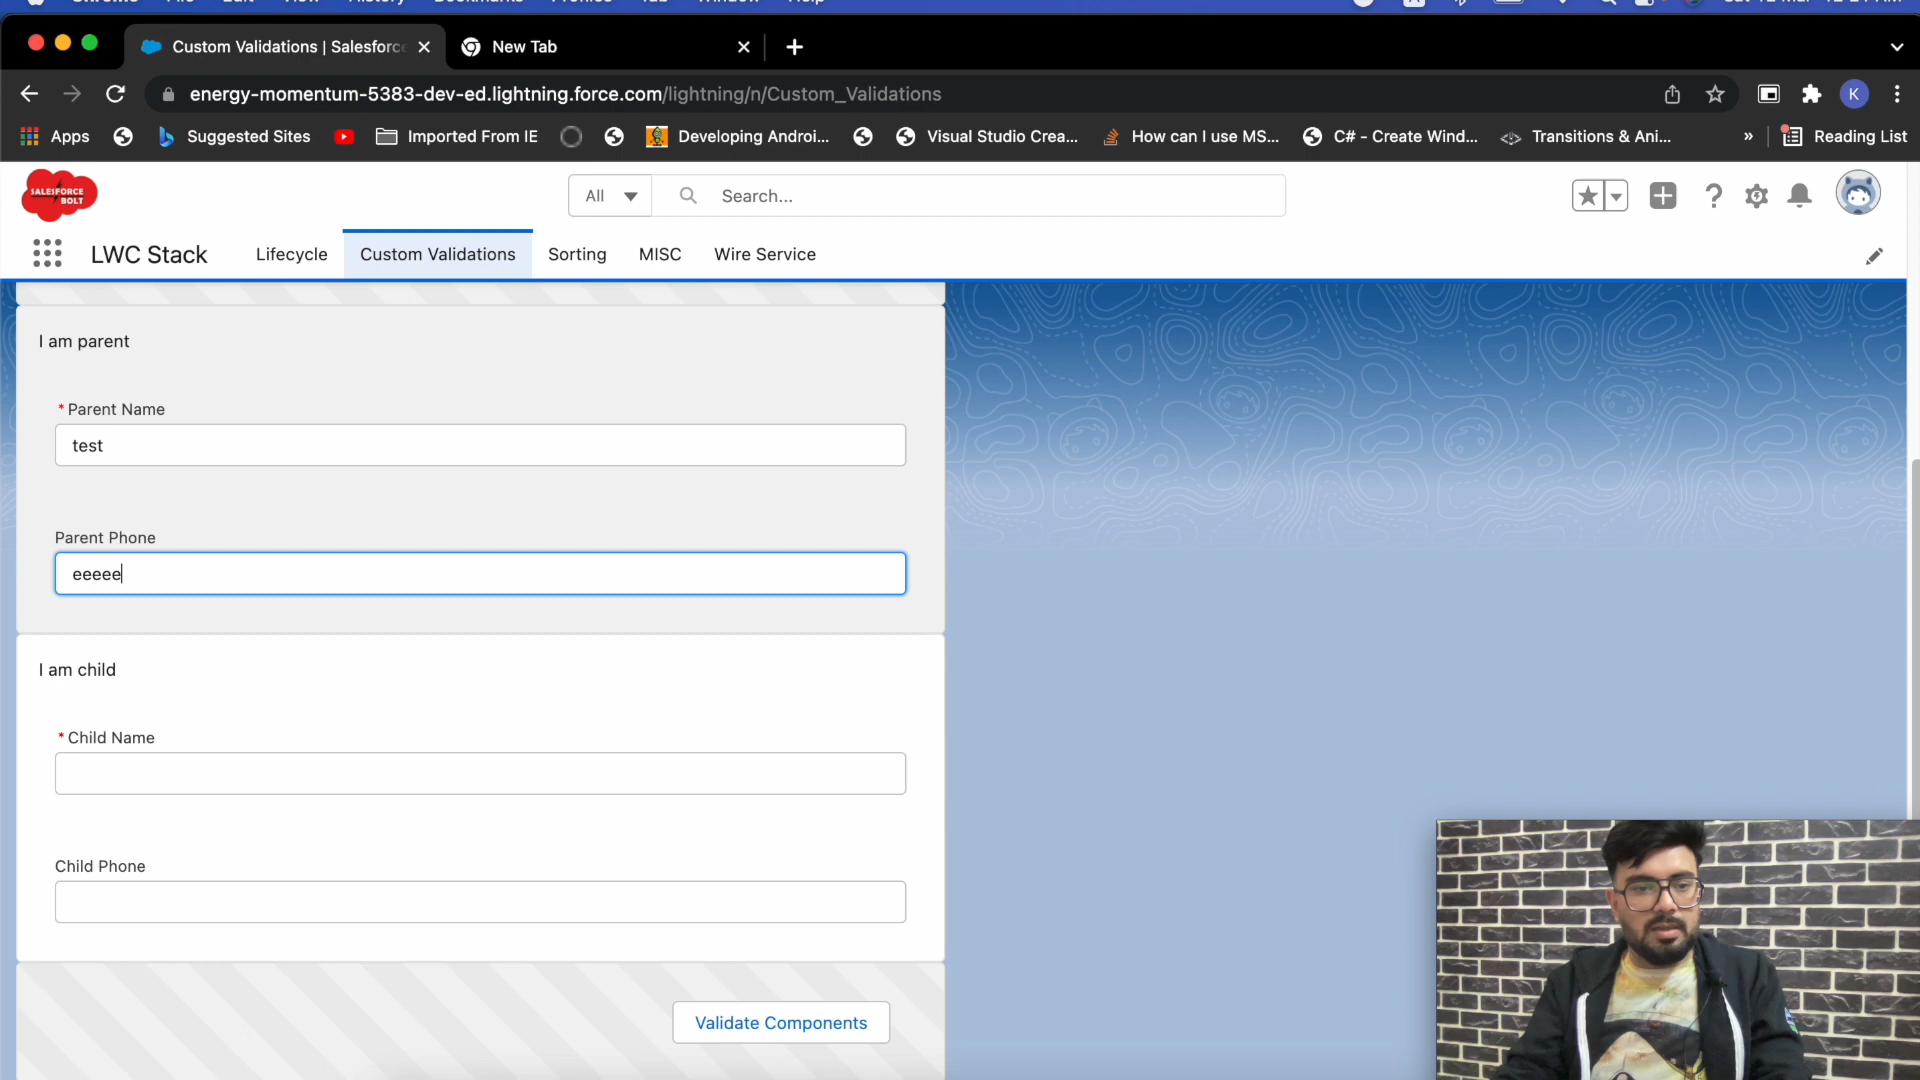 Custom Validations | Salesforc
New Tab
energy-momentum-5383-dev-ed.lightning.force.com/lightning/n/Custom_Validations
Apps
Suggested Sites
Imported From IE
Developing Androi...
Visual Studio Crea...
How can I use MS...
C# - Create Wind...
Transitions & Ani...
»
Reading List
K
SALESFORCE
BOLT
All
Search...
LWC Stack
Lifecycle
Custom Validations
Sorting
MISC
Wire Service
I am parent
* Parent Name
test
Parent Phone
eeeee
I am child
* Child Name
Child Phone
Validate Components